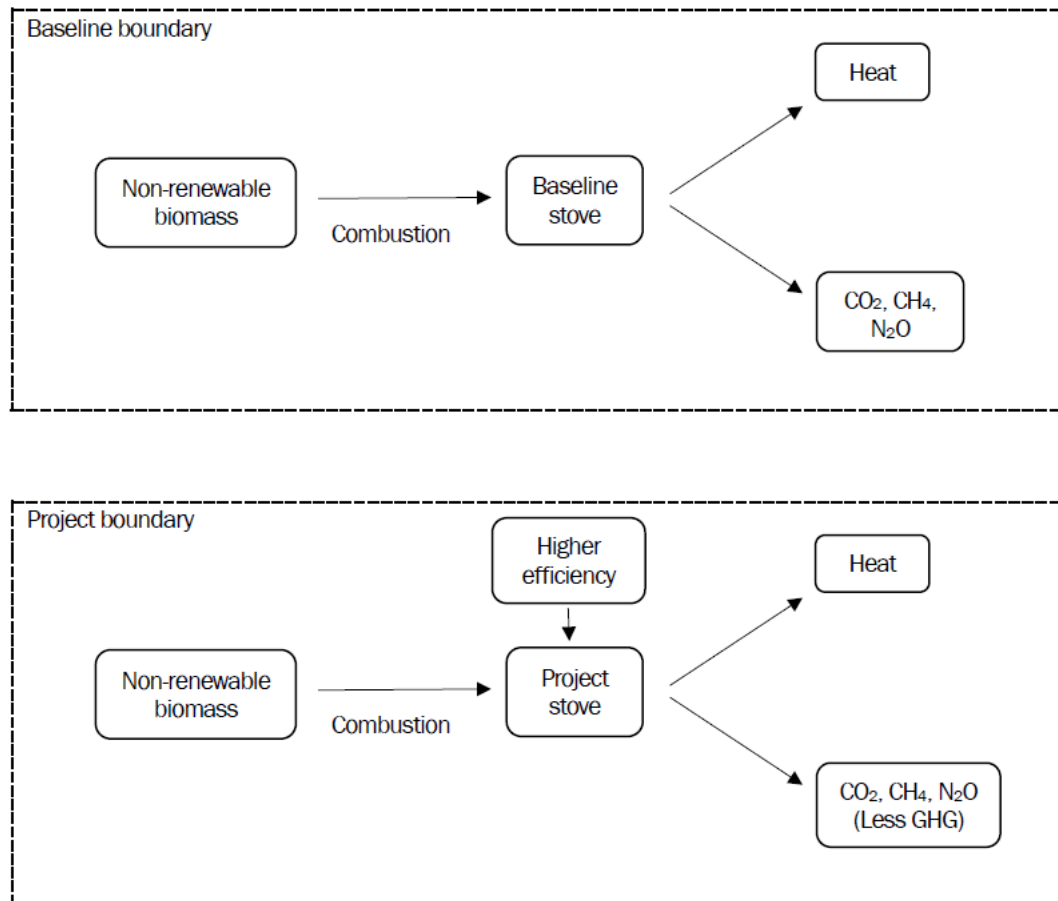 Baseline boundary
Heat
Non-renewable
biomass
Combustion
Baseline
stove
CO₂, CH₄,
N₂O
Project boundary
Higher
efficiency
Heat
Non-renewable
biomass
Combustion
Project
stove
CO₂, CH₄, N₂O
(Less GHG)